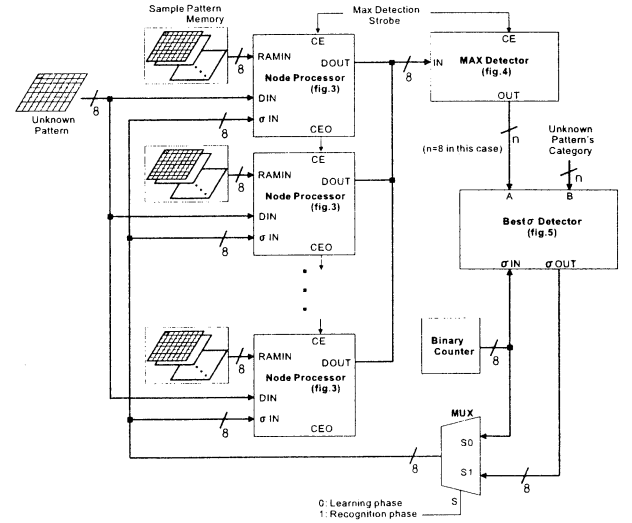 Sample Pattern
Memory
Max Detection
Strobe
CE
CE
RAMIN
DOUT
8
8
IN
MAX Detector
(fig.4)
Node Processor
(fig.3)
OUT
Unknown
Pattern
8
DIN
σ IN
8
CEO
n
(n=8 in this case)
Unknown
Pattern's
Category
n
CE
RAMIN
DOUT
8
Node Processor
(fig.3)
DIN
σ IN
8
CEO
A
B
Best σ Detector
(fig.5)
σ IN
σ OUT
CE
RAMIN
DOUT
8
Node Processor
(fig.3)
DIN
σ IN
8
CEO
Binary
Counter
8
MUX
S0
S1
8
8
S
0: Learning phase
1: Recognition phase